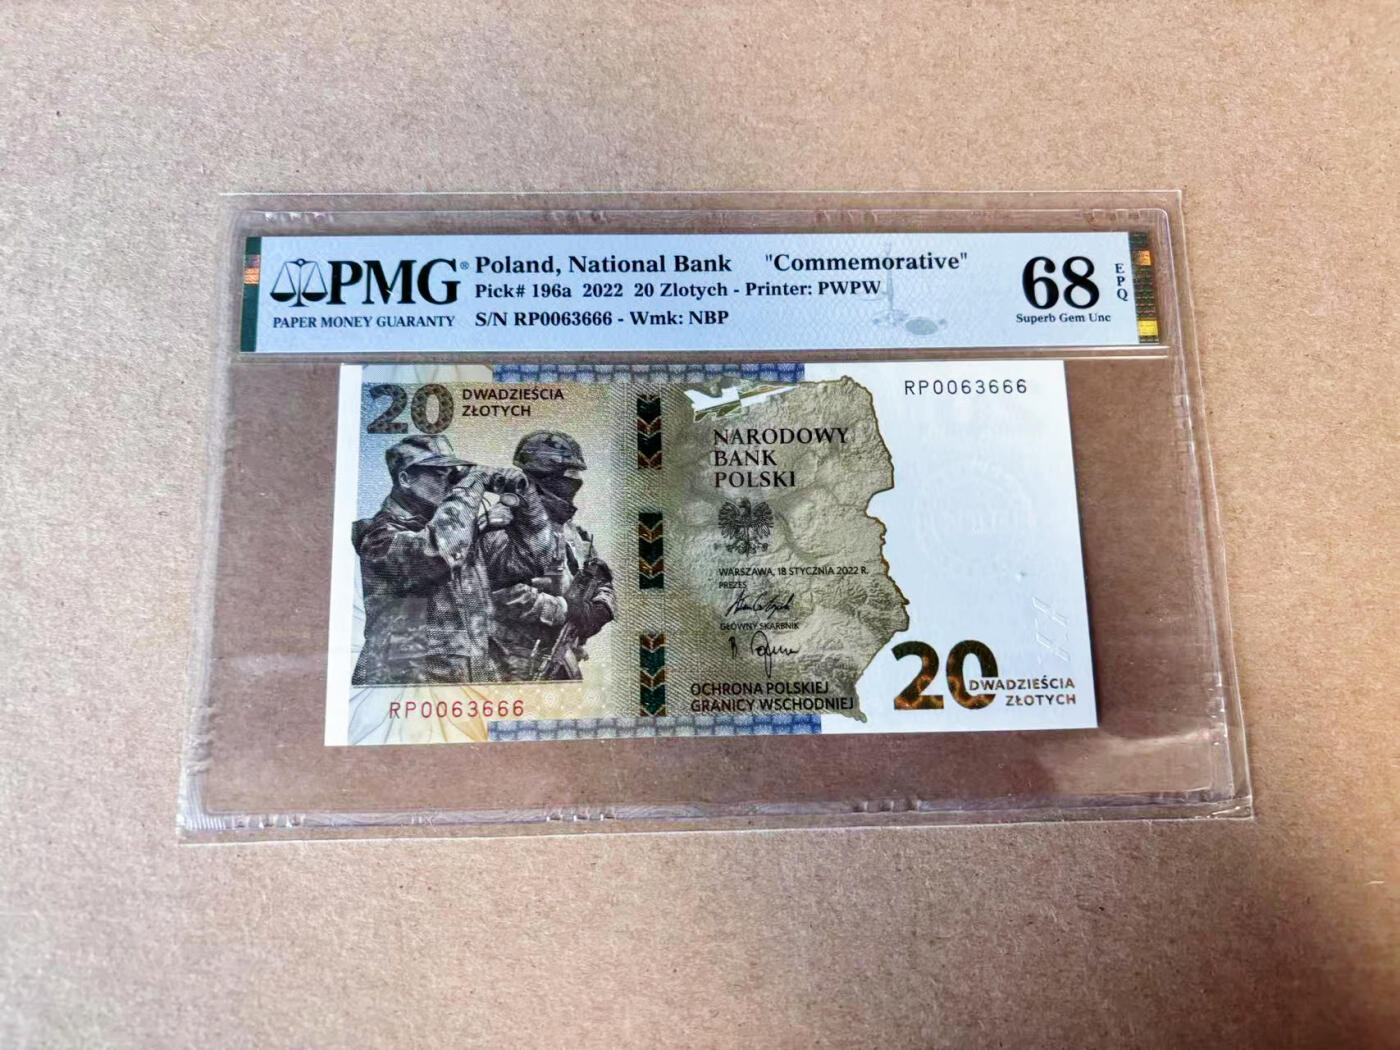 PMG®
PAPER MONEY GUARANTY
Poland, National Bank "Commemorative"
Pick# 196a 2022 20 Zlotych - Printer: PWPW
S/N RP0063666 - Wmk: NBP
68
EPQ
Superb Gem Unc
20 DWADZIEŚCIA
ZŁOTYCH
RP0063666
NARODOWY
BANK
POLSKI
WARSZAWA, 18 STYCZNIA 2022 R.
PREZES
GŁÓWNY SKARBNIK
OCHRONA POLSKIEJ
GRANICY WSCHODNIEJ
RP0063666
20 DWADZIEŚCIA
ZŁOTYCH